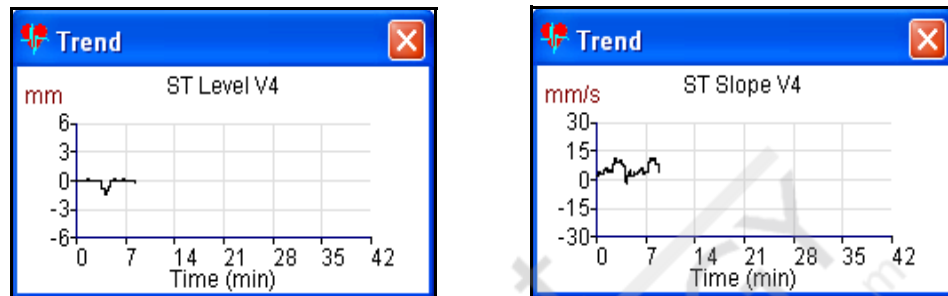 Trend
ST Level V4
mm
6
3
0
-3
-6
0 7 14 21 28 35 42
Time (min)
Trend
ST Slope V4
mm/s
30
15
0
-15
-30
0 7 14 21 28 35 42
Time (min)